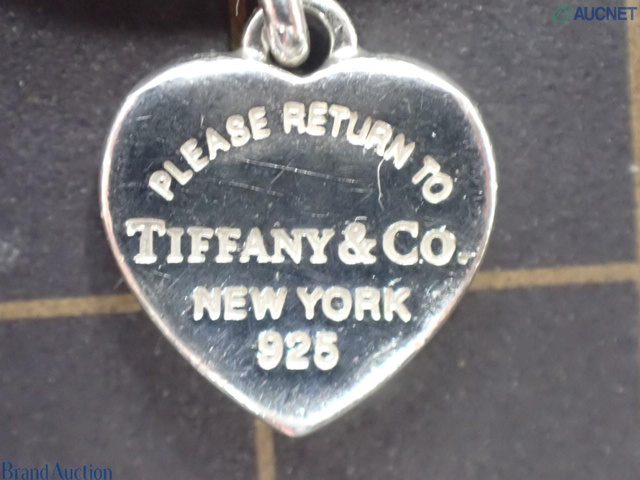 AUCNET
PLEASE RETURN TO
TIFFANY & CO.
NEW YORK
925
Brand Auction